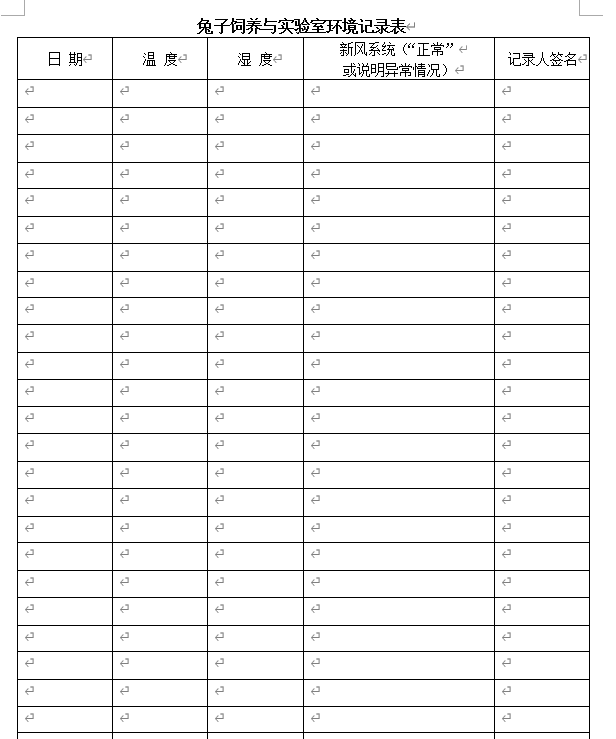 兔子饲养与实验室环境记录表
日 期
温 度
湿 度
新风系统（“正常”
或说明异常情况）
记录人签名